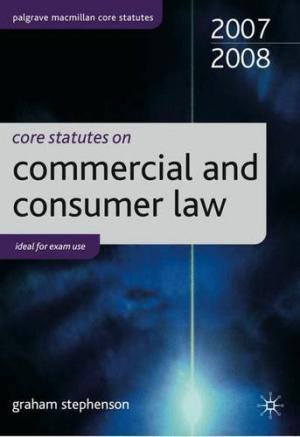 palgrave macmillan core statutes
2007
2008
core statutes on
commercial and
consumer law
ideal for exam use
graham stephenson